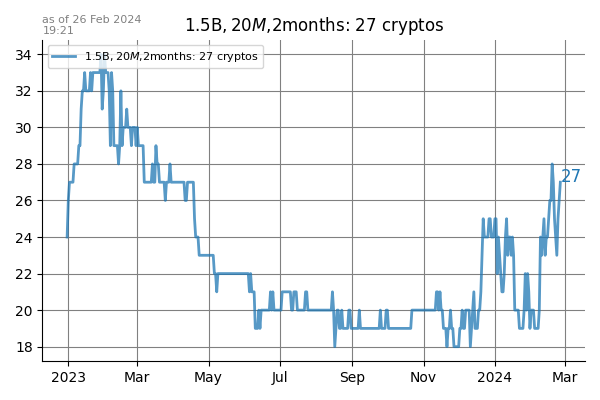 as of 26 Feb 2024
19:21
1.5B, 20M,2months: 27 cryptos
1.5B, 20M,2months: 27 cryptos
34
32
30
28
26
24
22
20
18
27
2023
Mar
May
Jul
Sep
Nov
2024
Mar